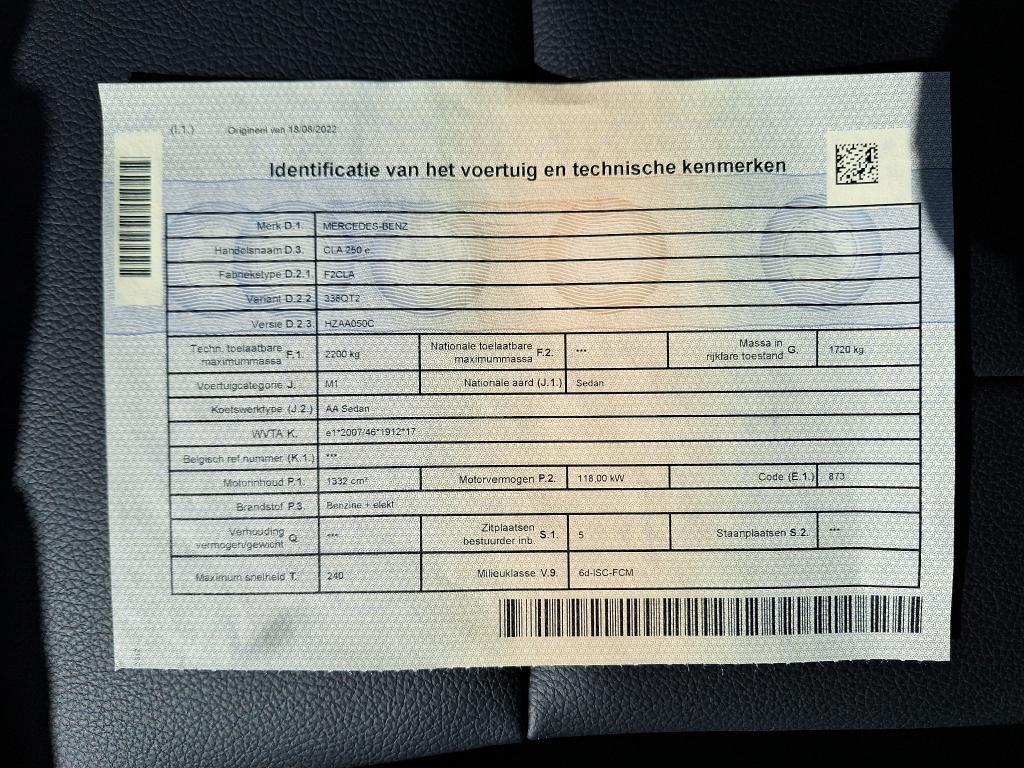 (I.1.) Origineel van 18/08/2022
Identificatie van het voertuig en technische kenmerken
Merk D.1. MERCEDES-BENZ
Handelsnaam D.3. CLA 250 e
Fabriekstype D.2.1. F2CLA
Variant D.2.2. 338QT2
Versie D.2.3. HZAA050C
Techn. toelaatbare maximummassa F.1. 2200 kg Nationale toelaatbare maximummassa F.2. *** Massa in rijklare toestand G. 1720 kg
Voertuigcategorie J. M1 Nationale aard (J.1.) Sedan
Koetswerktype (J.2.) AA Sedan
WVTA K. e1*2007/46*1912*17
Belgisch ref.nummer (K.1.) ***
Motorinhoud P.1. 1332 cm³ Motorvermogen P.2. 118,00 kW Code (E.1.) 873
Brandstof P.3. Benzine + elekt
Verhouding vermogen/gewicht Q. *** Zitplaatsen bestuurder inb. S.1. 5 Staanplaatsen S.2. ***
Maximum snelheid T. 240 Milieuklasse V.9. 6d-ISC-FCM